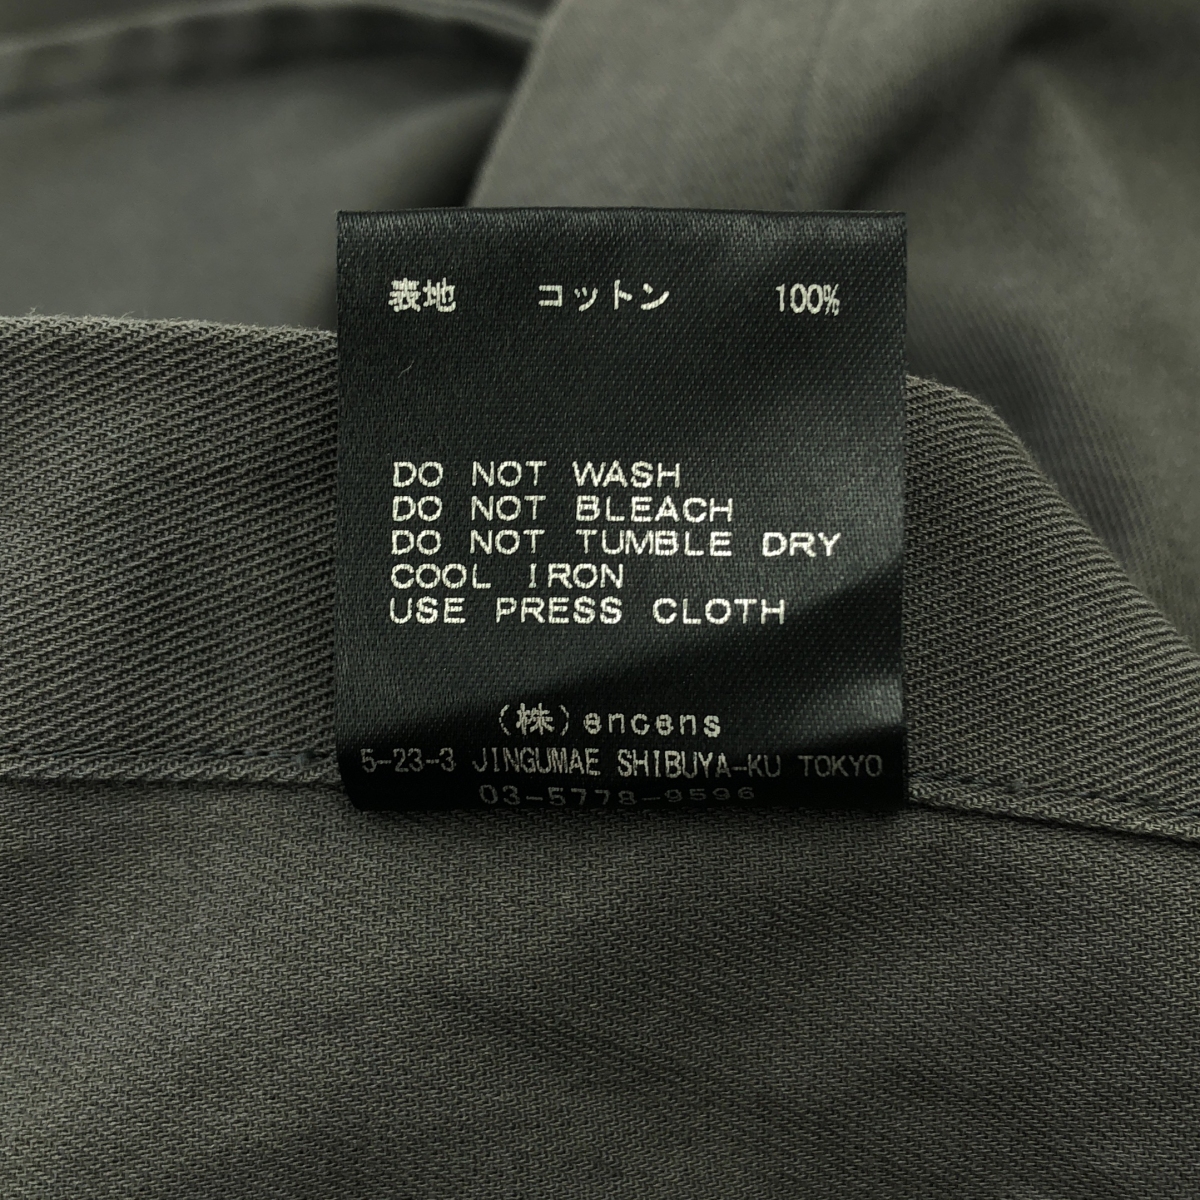 表地 コットン 100%
DO NOT WASH
DO NOT BLEACH
DO NOT TUMBLE DRY
COOL IRON
USE PRESS CLOTH
(株)encens
5-23-3 JINGUMAE SHIBUYA-KU TOKYO
03-5778-9596